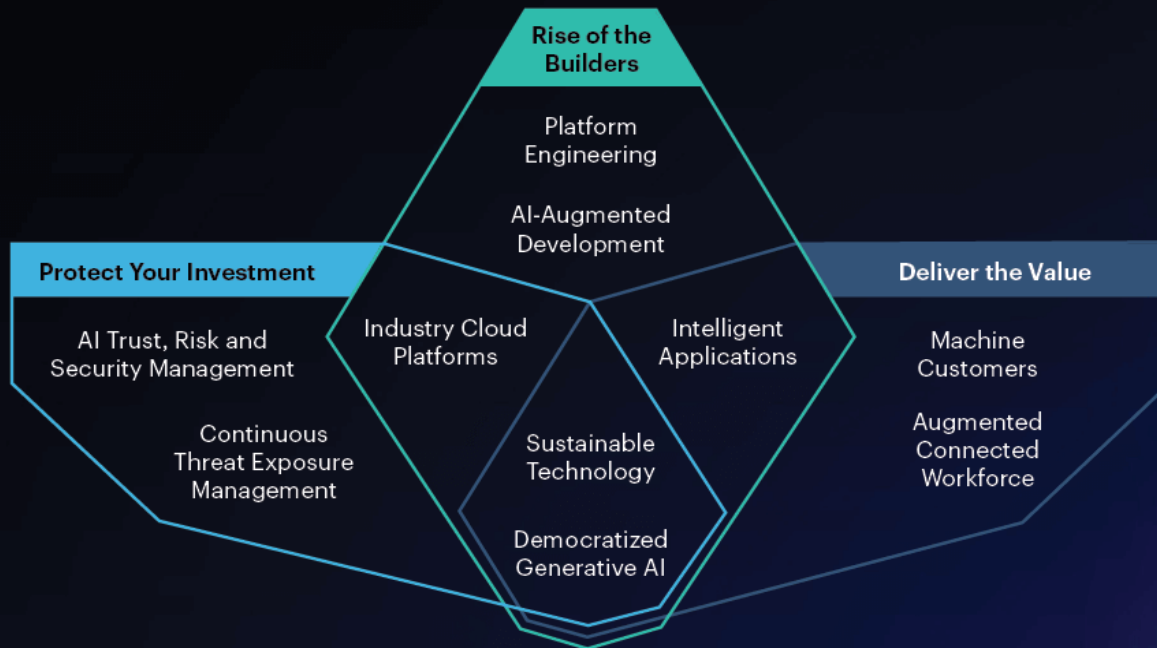 Rise of the
Builders
Platform
Engineering
AI-Augmented
Development
Protect Your Investment
Deliver the Value
AI Trust, Risk and
Security Management
Continuous
Threat Exposure
Management
Industry Cloud
Platforms
Intelligent
Applications
Sustainable
Technology
Democratized
Generative AI
Machine
Customers
Augmented
Connected
Workforce